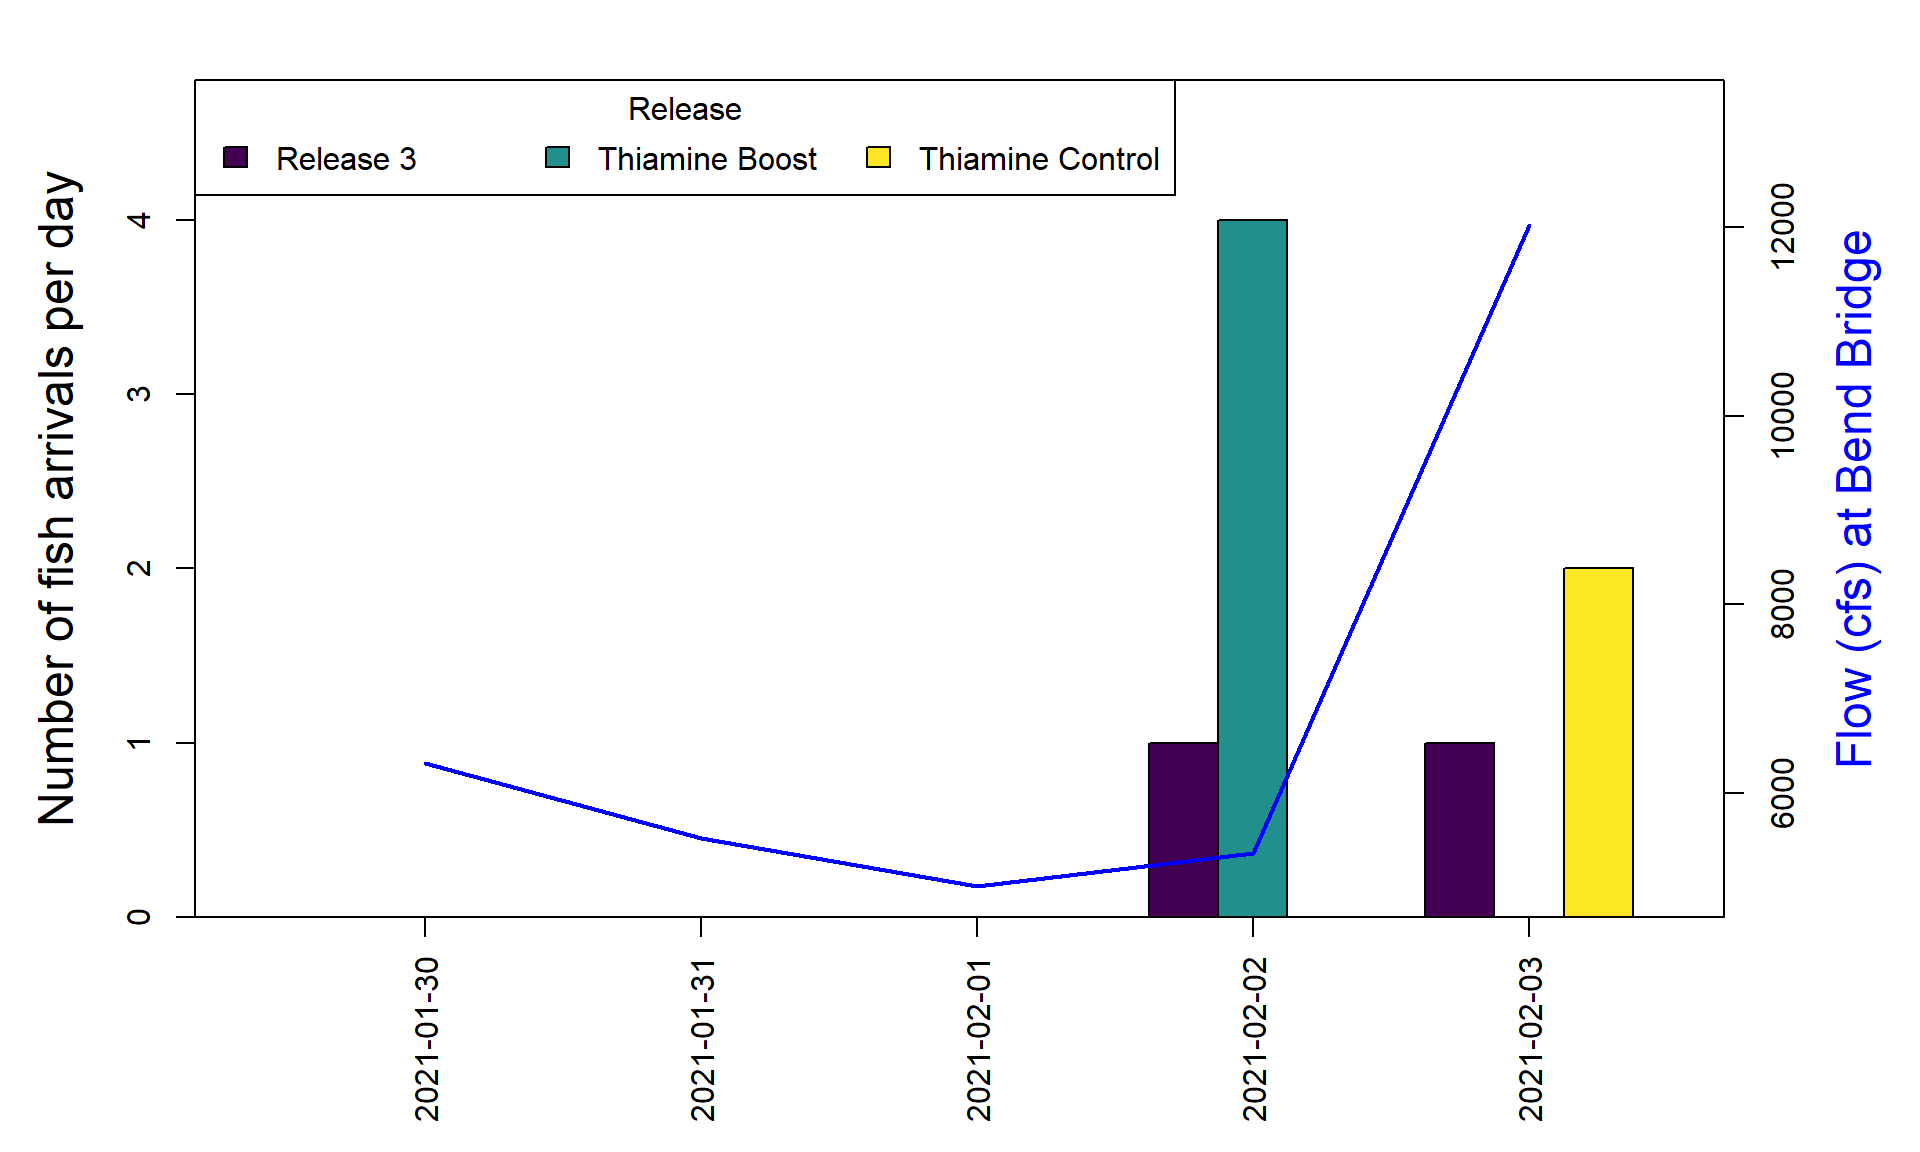 Release
Release 3
Thiamine Boost
Thiamine Control
Number of fish arrivals per day
4
3
2
1
0
12000
10000
8000
6000
Flow (cfs) at Bend Bridge
2021-01-30
2021-01-31
2021-02-01
2021-02-02
2021-02-03